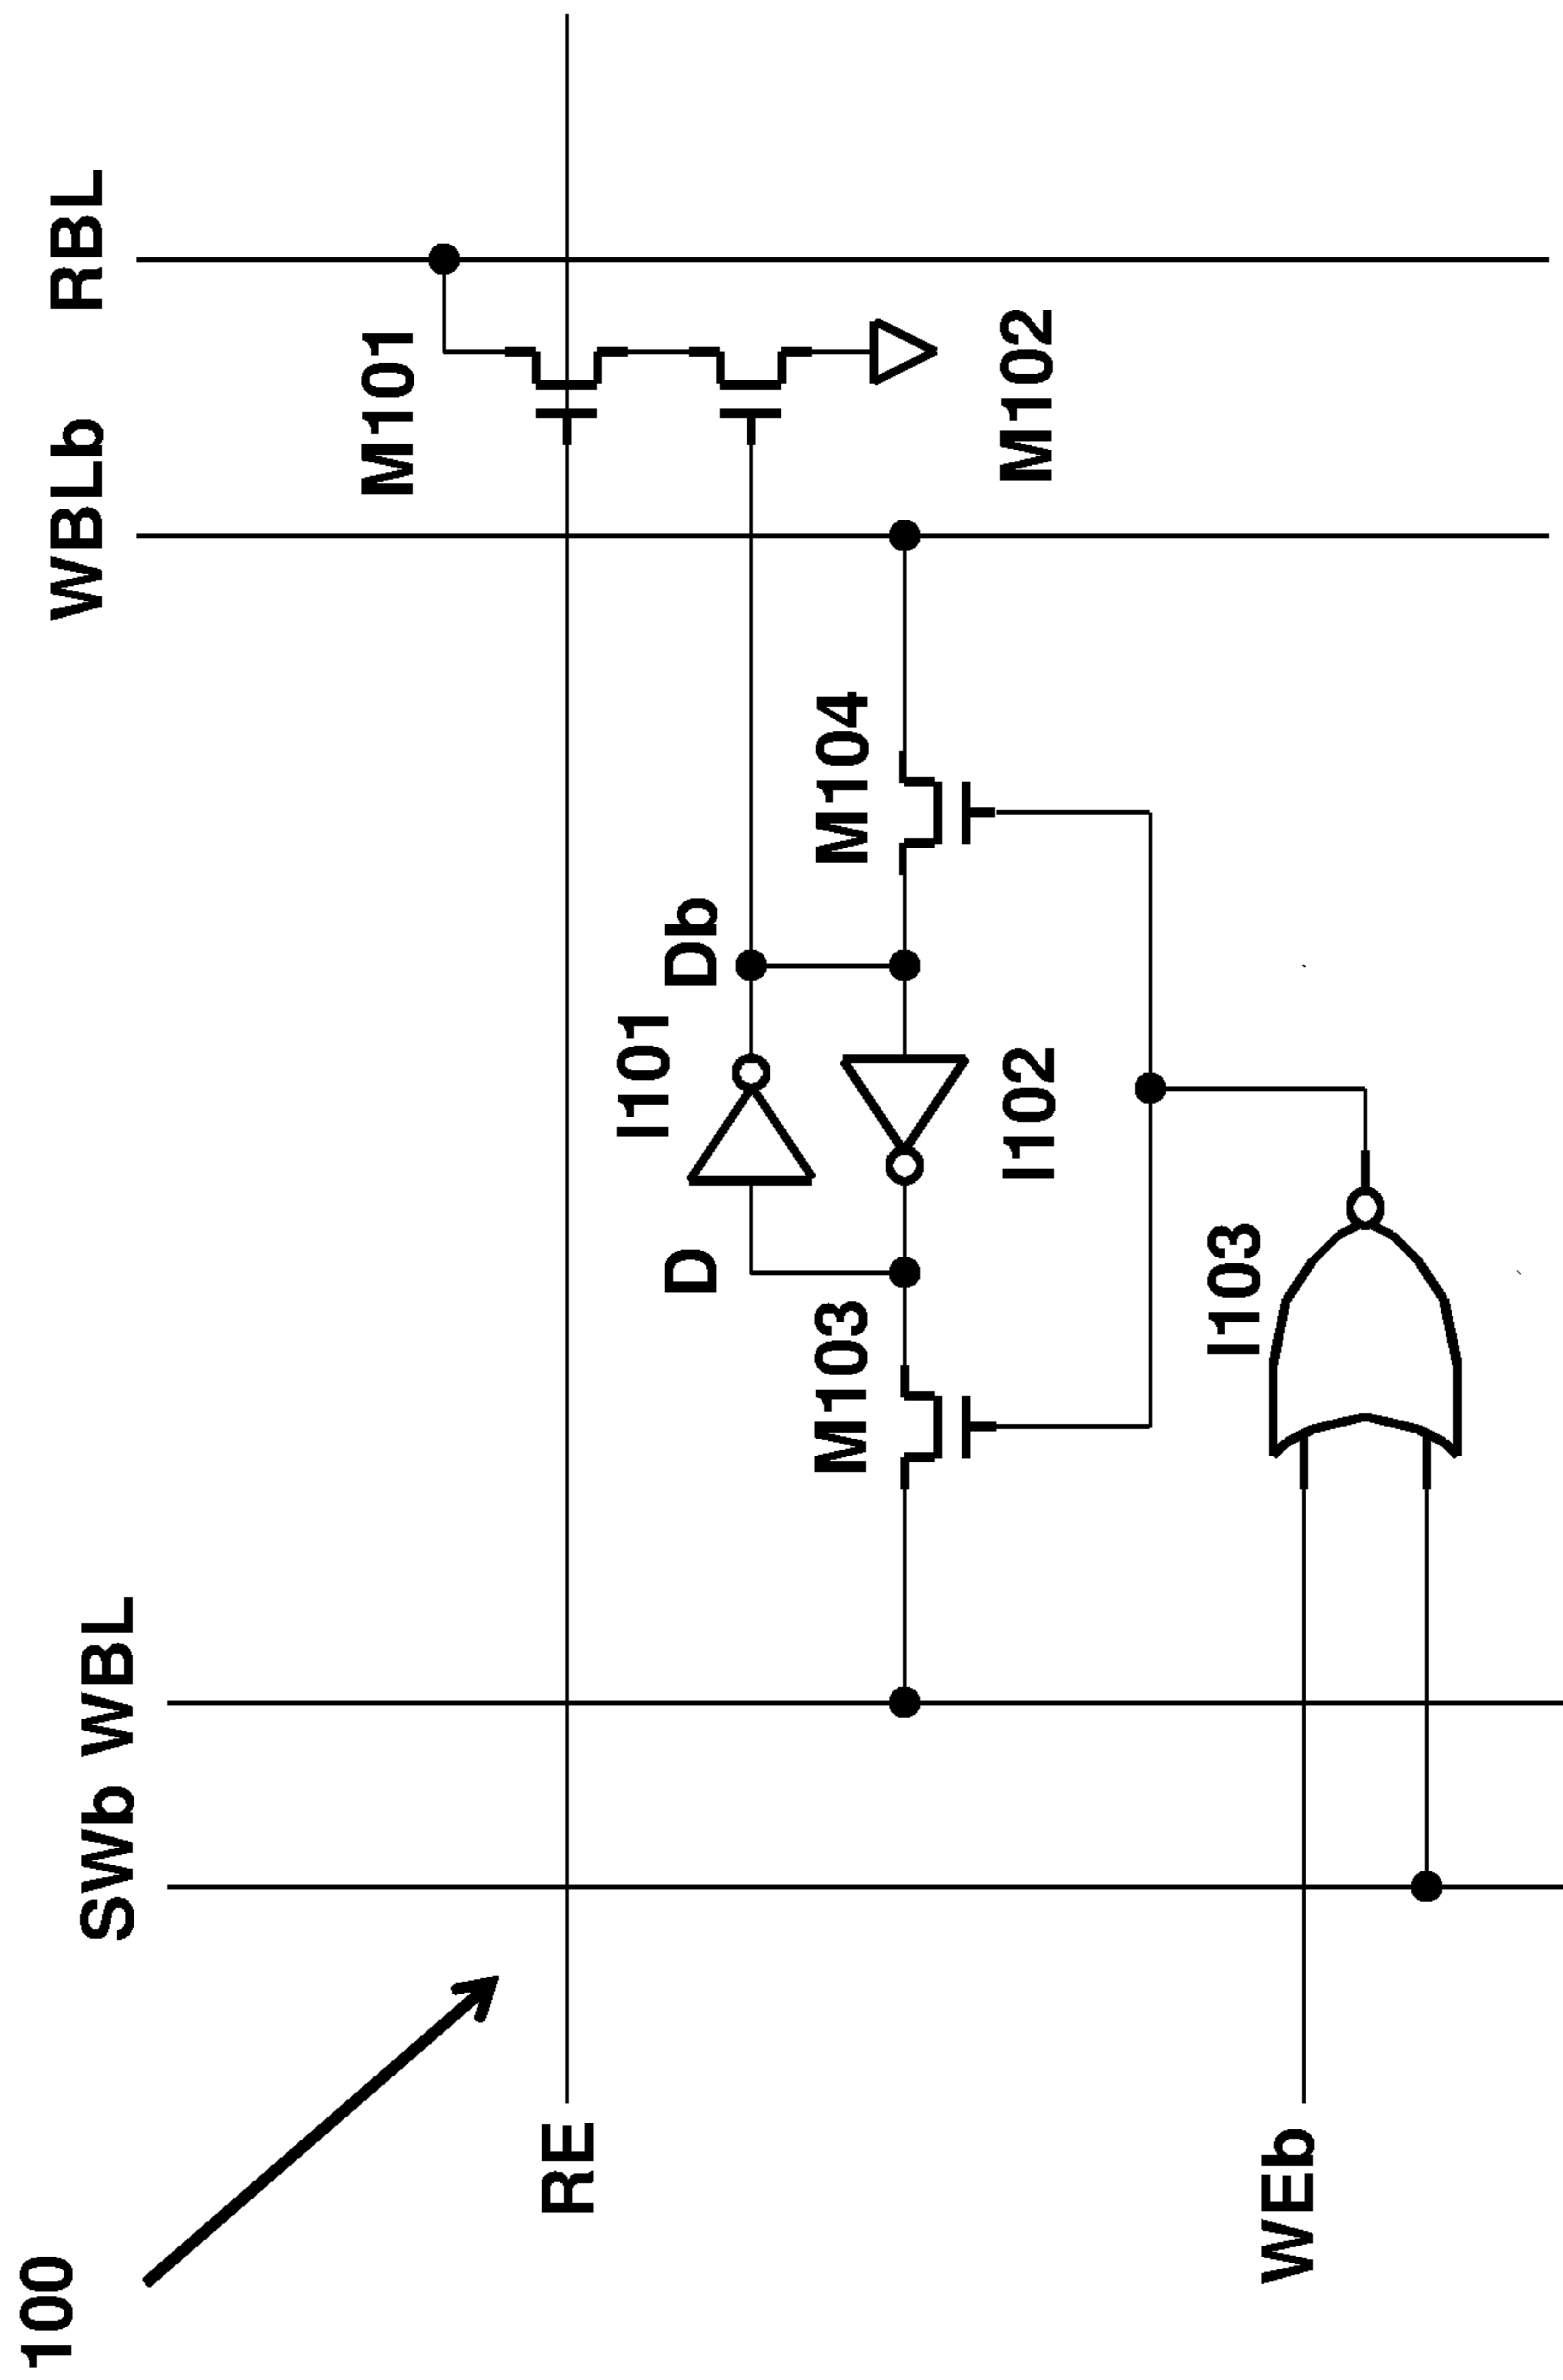 100
SWb
WBL
WBLb
RBL
RE
M101
D
I101
Db
M103
M104
I102
M102
I103
WEb